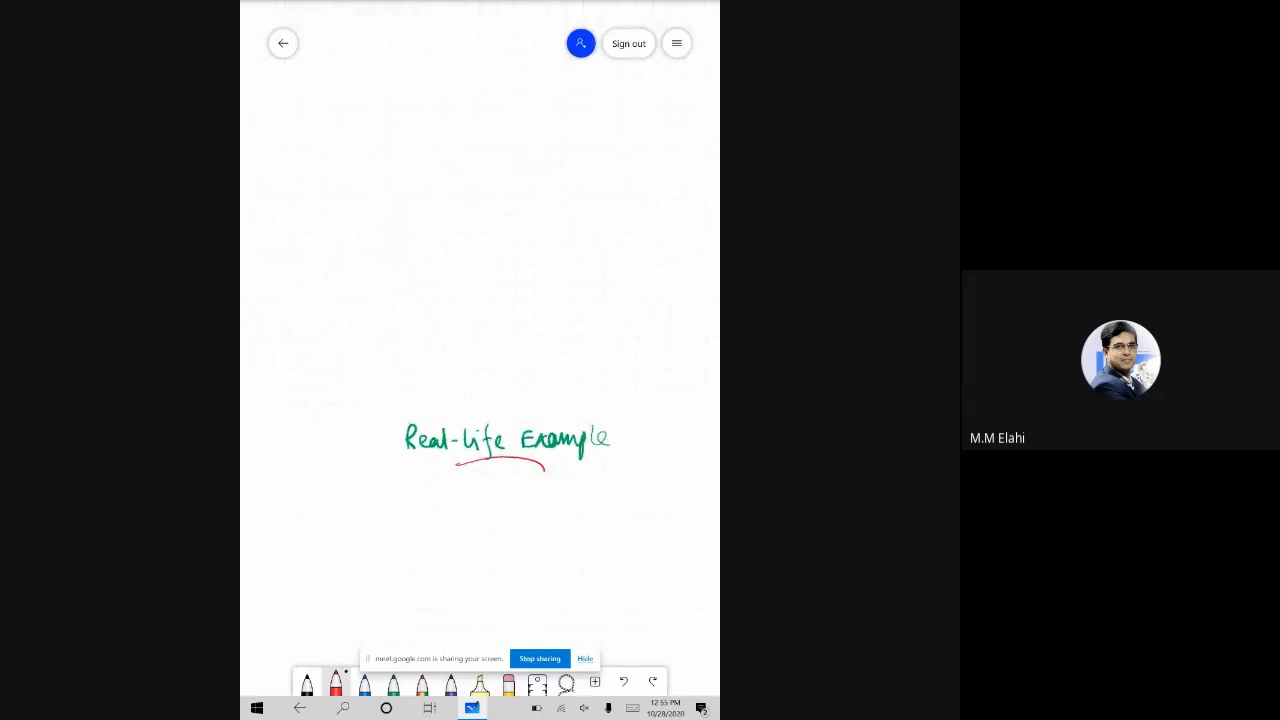 Sign out
Real-Life Example
M.M Elahi
meet.google.com is sharing your screen.
Stop sharing
Hide
12:55 PM
10/28/2020
2